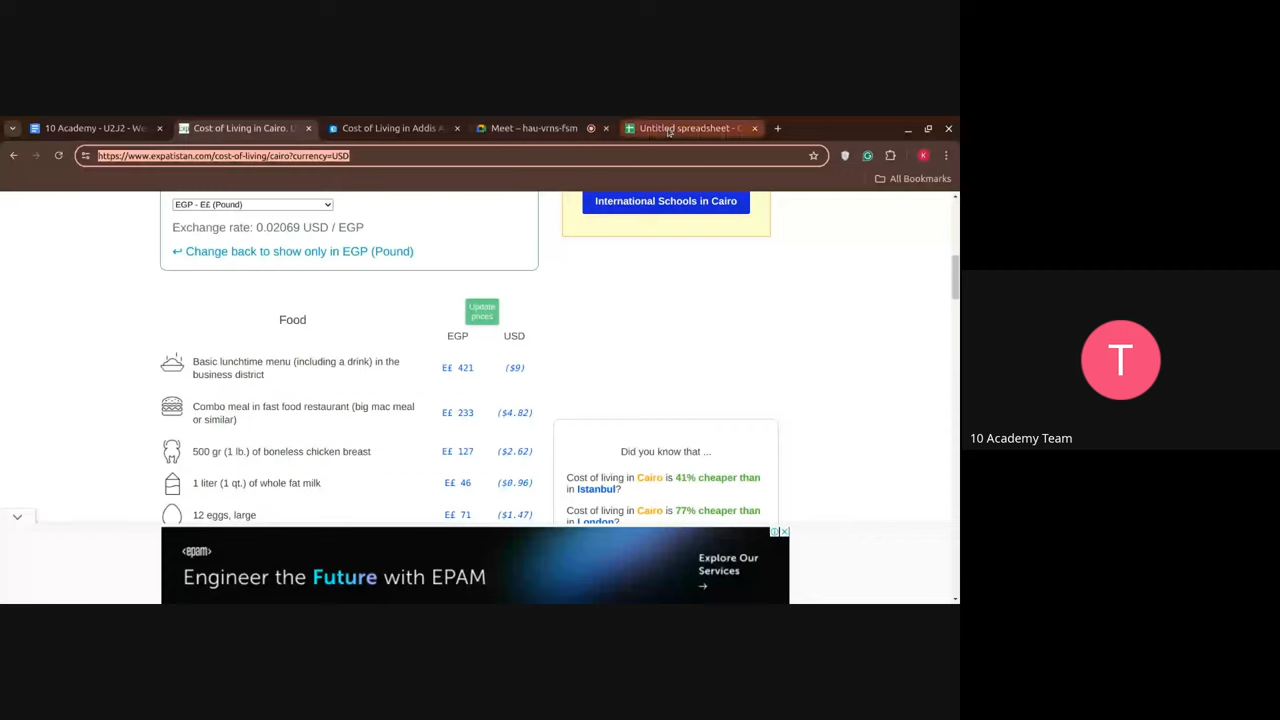 10 Academy - U2J2 - We
Cost of Living in Cairo. U
Cost of Living in Addis A
Meet – hau-vrns-fsm
Untitled spreadsheet - G
https://www.expatistan.com/cost-of-living/cairo?currency=USD
K
All Bookmarks
EGP - E£ (Pound)
International Schools in Cairo
Exchange rate: 0.02069 USD / EGP
↩ Change back to show only in EGP (Pound)
Update
prices
Food
EGP USD
Basic lunchtime menu (including a drink) in the
business district
E£ 421 ($9)
Combo meal in fast food restaurant (big mac meal
or similar)
E£ 233 ($4.82)
500 gr (1 lb.) of boneless chicken breast E£ 127 ($2.62)
1 liter (1 qt.) of whole fat milk E£ 46 ($0.96)
12 eggs, large E£ 71 ($1.47)
Did you know that ...
Cost of living in Cairo is 41% cheaper than
in Istanbul?
Cost of living in Cairo is 77% cheaper than
in London?
<epam>
Engineer the Future with EPAM
Explore Our
Services
→
T
10 Academy Team